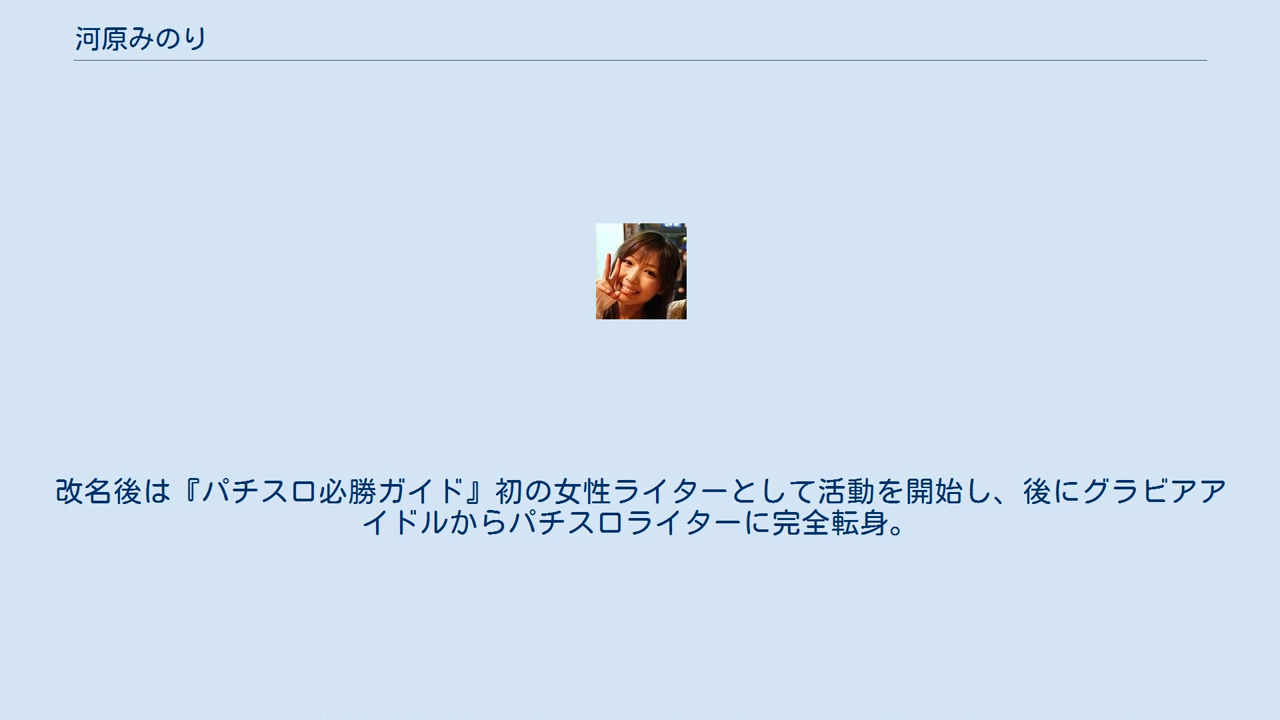 河原みのり
改名後は『パチスロ必勝ガイド』初の女性ライターとして活動を開始し、後にグラビアア
イドルからパチスロライターに完全転身。